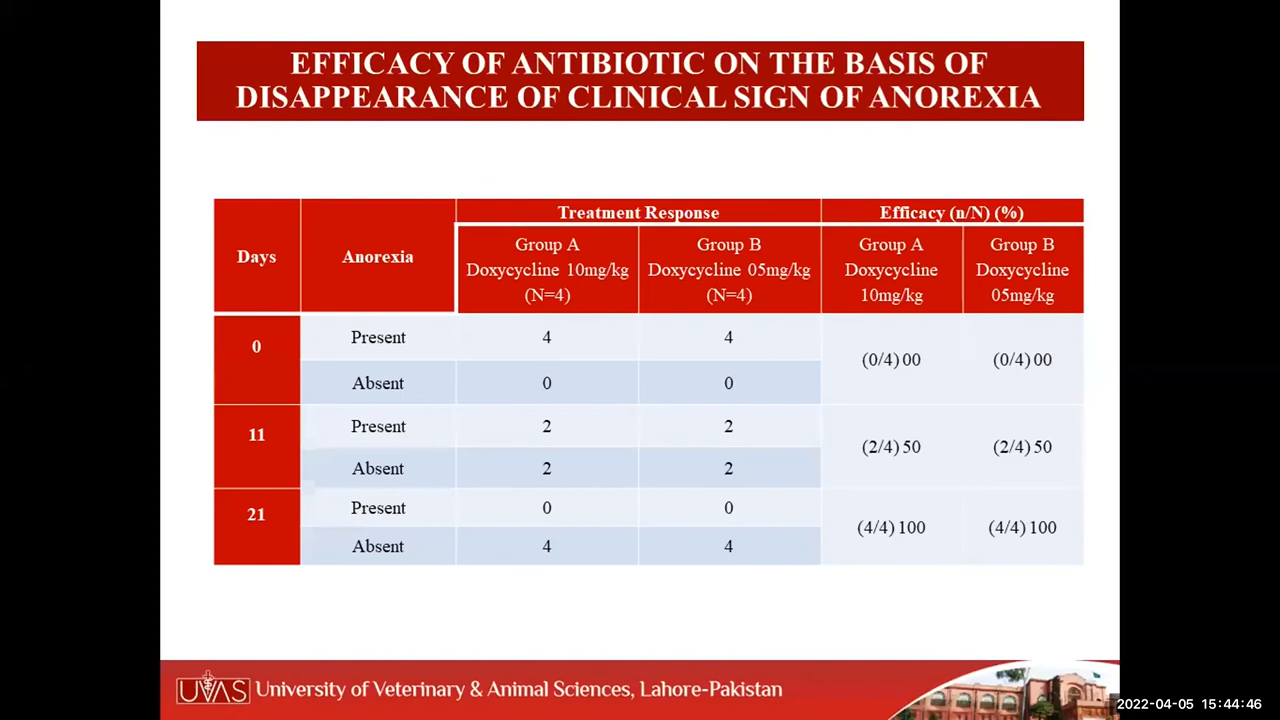 EFFICACY OF ANTIBIOTIC ON THE BASIS OF
DISAPPEARANCE OF CLINICAL SIGN OF ANOREXIA
Days
Anorexia
Treatment Response
Efficacy (n/N) (%)
Group A
Doxycycline 10mg/kg
(N=4)
Group B
Doxycycline 05mg/kg
(N=4)
Group A
Doxycycline
10mg/kg
Group B
Doxycycline
05mg/kg
0
Present 4 4
(0/4) 00 (0/4) 00
Absent 0 0
11
Present 2 2
(2/4) 50 (2/4) 50
Absent 2 2
21
Present 0 0
(4/4) 100 (4/4) 100
Absent 4 4
UVAS University of Veterinary & Animal Sciences, Lahore-Pakistan
2022-04-05 15:44:46